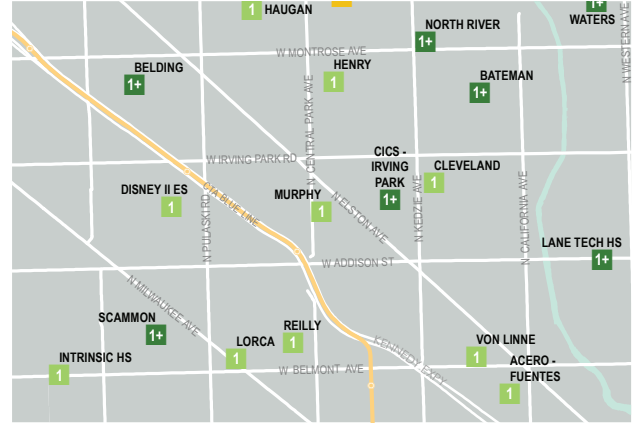 1 HAUGAN
1+
WATERS
NORTH RIVER
1+
N WESTERN AVE
W MONTROSE AVE
BELDING
1+
HENRY
1
BATEMAN
1+
N CENTRAL PARK AVE
W IRVING PARK RD
CICS -
IRVING
PARK
1+
CLEVELAND
1
DISNEY II ES
1
CTA BLUE LINE
N PULASKI RD
MURPHY
1
N ELSTON AVE
N KEDZIE AVE
N CALIFORNIA AVE
LANE TECH HS
1+
W ADDISON ST
N MILWAUKEE AVE
SCAMMON
1+
LORCA
1
REILLY
1
KENNEDY EXPY
VON LINNE
1
INTRINSIC HS
1
W BELMONT AVE
ACERO -
FUENTES
1